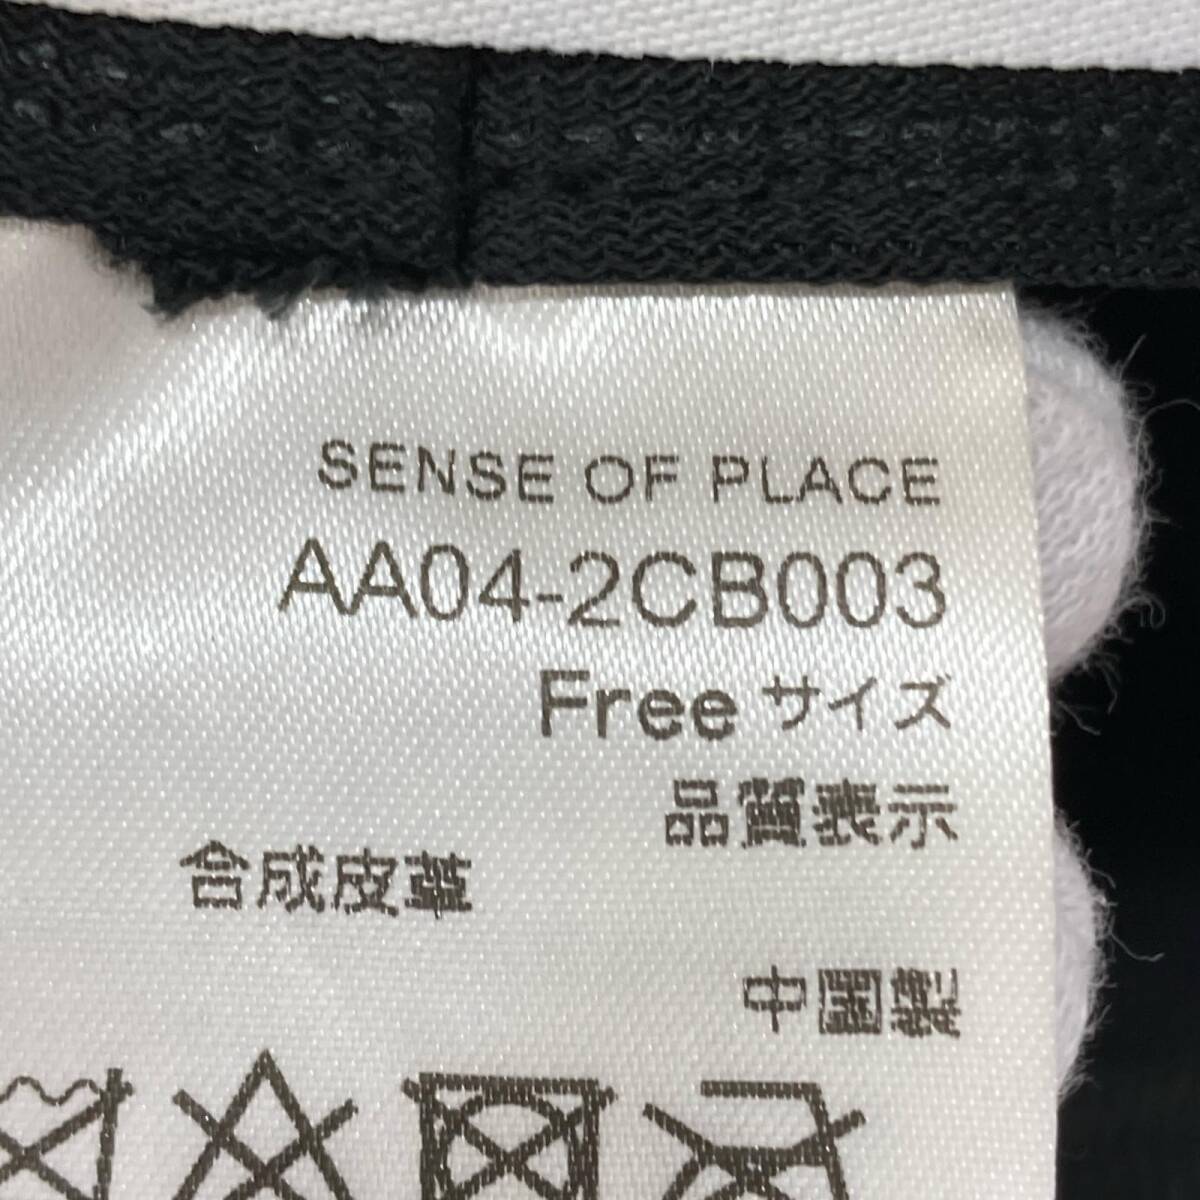 SENSE OF PLACE
AA04-2CB003
Free サイズ
品質表示
合成皮革
中国製